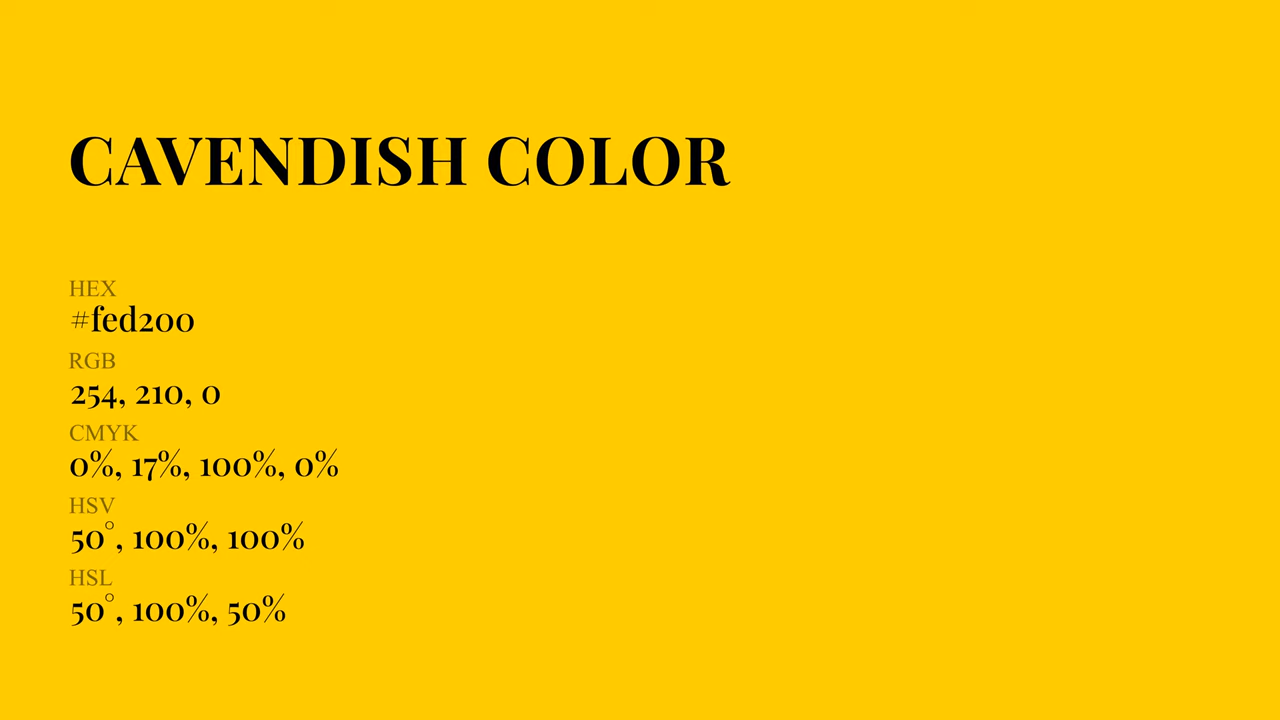 CAVENDISH COLOR
HEX
#fed200
RGB
254, 210, 0
CMYK
0%, 17%, 100%, 0%
HSV
50°, 100%, 100%
HSL
50°, 100%, 50%